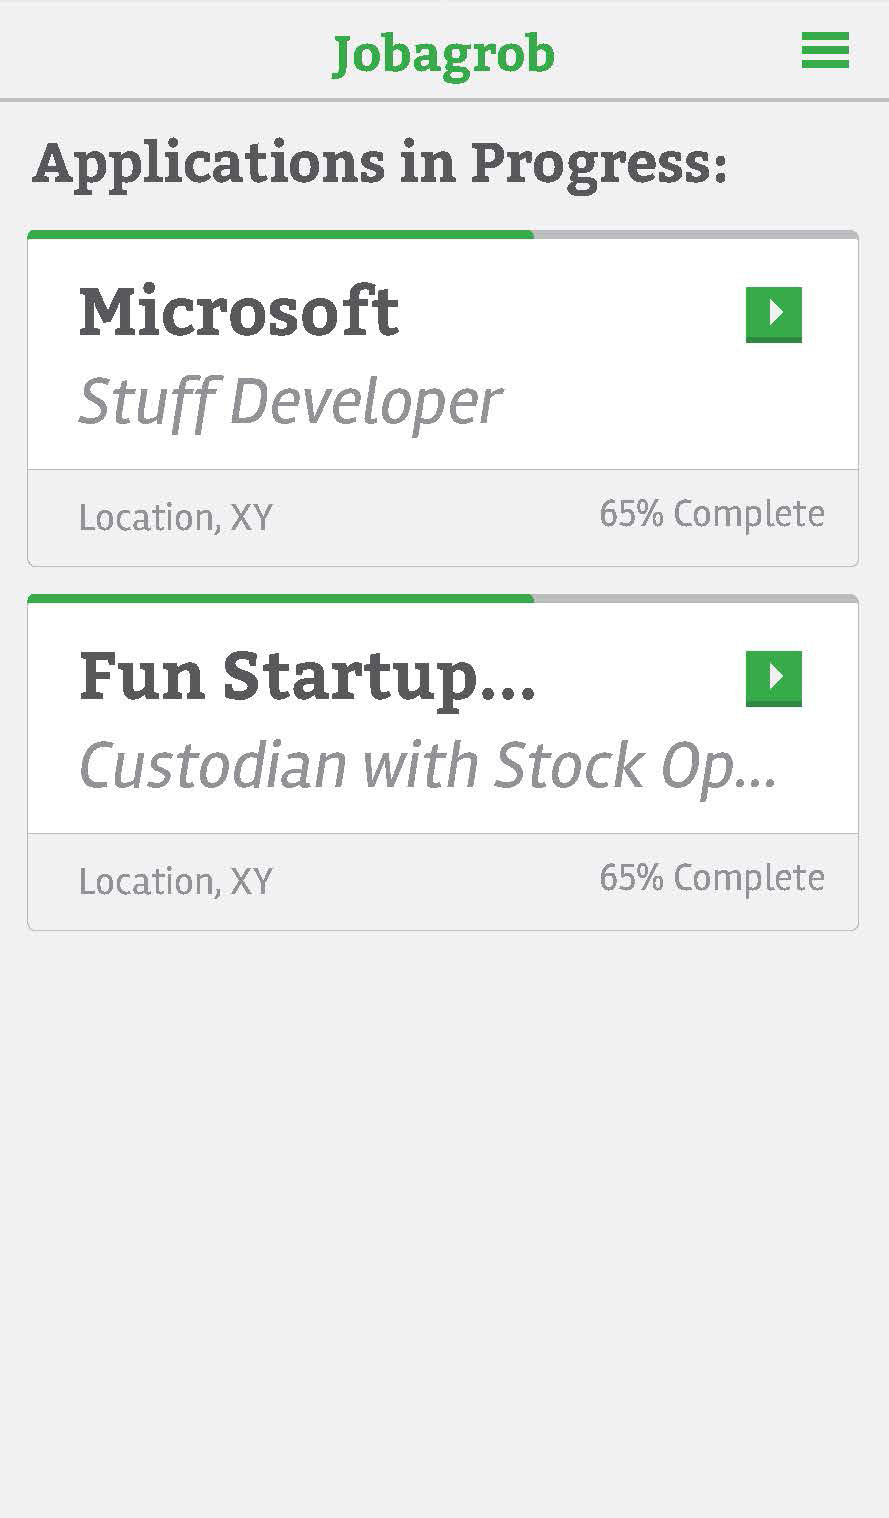 Jobagrob
Applications in Progress:
Microsoft
Stuff Developer
Location, XY
65% Complete
Fun Startup...
Custodian with Stock Op...
Location, XY
65% Complete